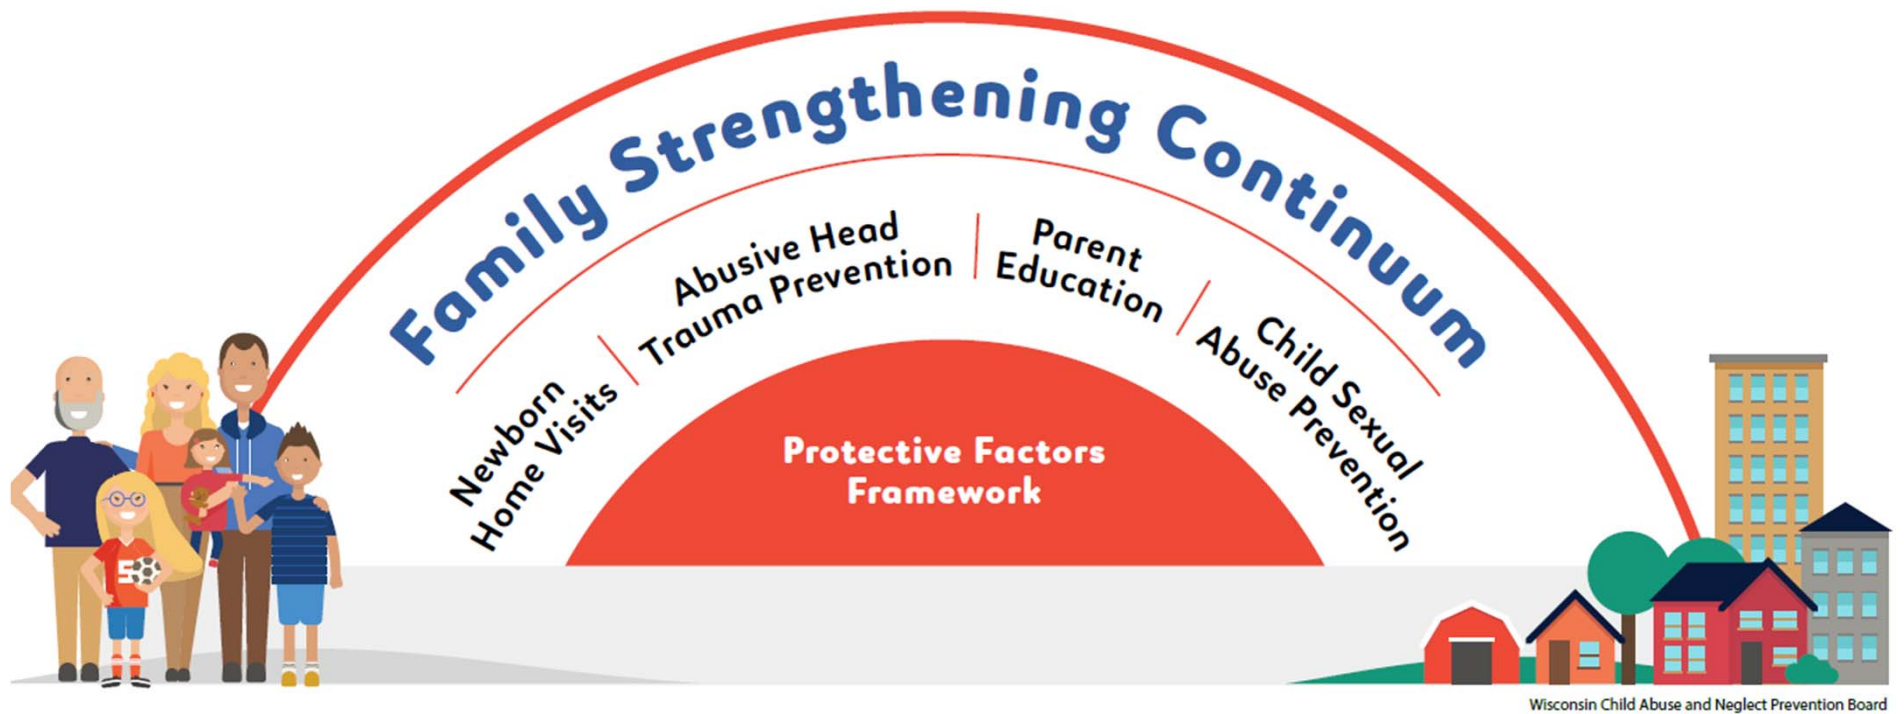 Family Strengthening Continuum
Newborn
Home Visits
Abusive Head
Trauma Prevention
Parent
Education
Child Sexual
Abuse Prevention
Protective Factors
Framework
5
Wisconsin Child Abuse and Neglect Prevention Board